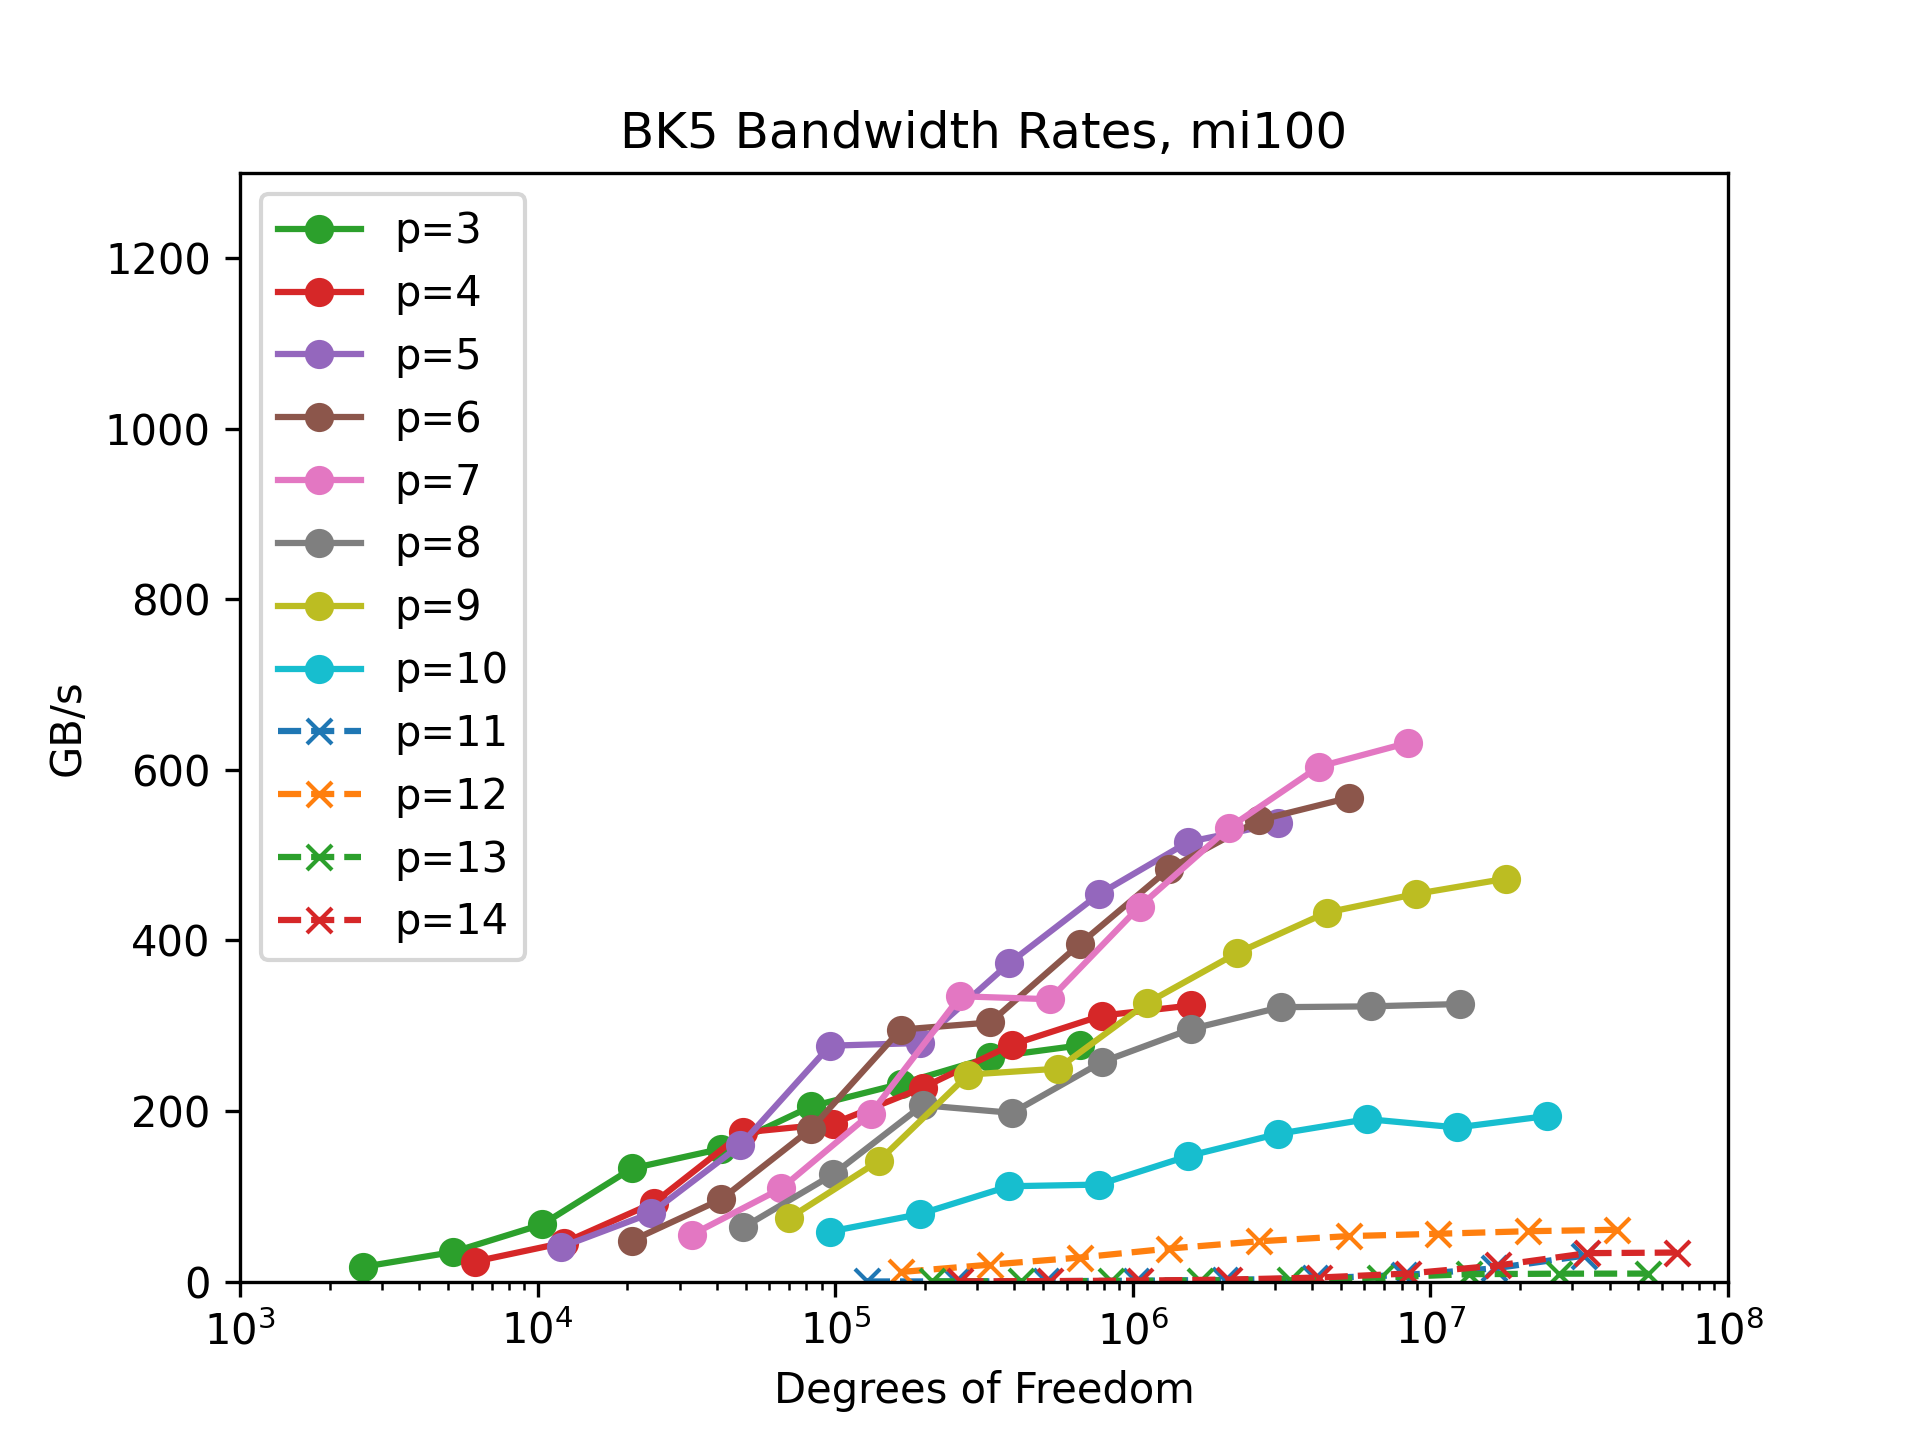 BK5 Bandwidth Rates, mi100
p=3
p=4
p=5
p=6
p=7
p=8
p=9
p=10
p=11
p=12
p=13
p=14
1200
1000
800
600
400
200
0
GB/s
10³ 10⁴ 10⁵ 10⁶ 10⁷ 10⁸
Degrees of Freedom